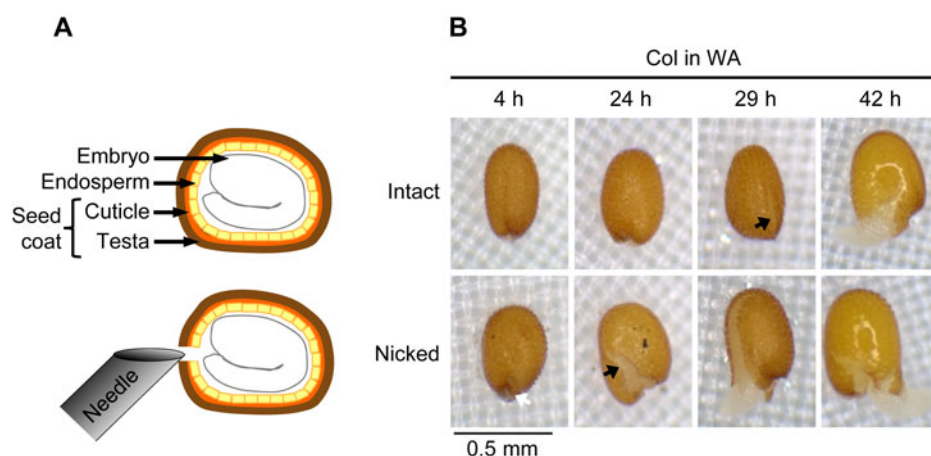 A
B
Col in WA
4 h 24 h 29 h 42 h
Embryo
Endosperm
Seed coat
Cuticle
Testa
Intact
Nicked
Needle
0.5 mm